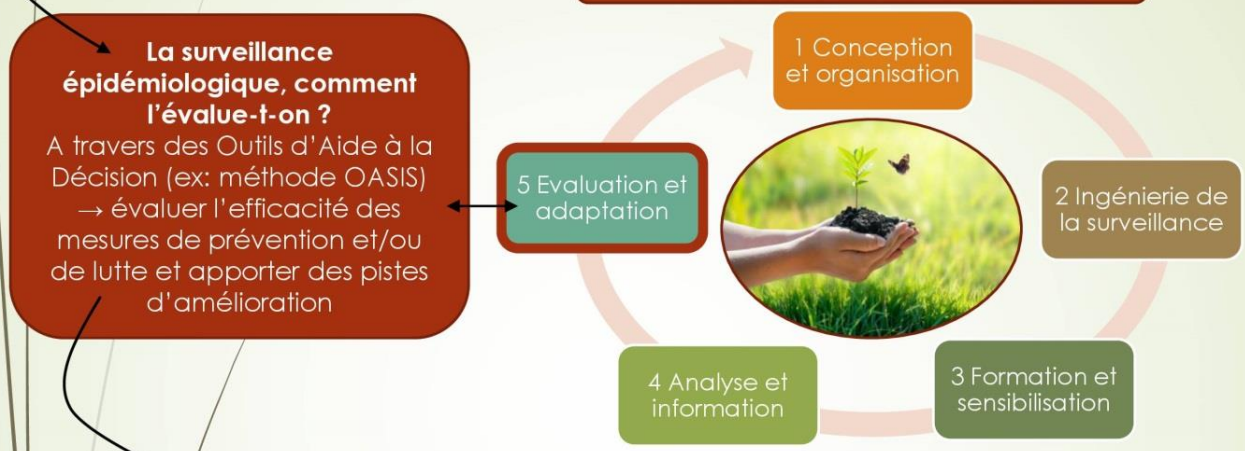 La surveillance
épidémiologique, comment
l'évalue-t-on ?
A travers des Outils d'Aide à la
Décision (ex: méthode OASIS)
→ évaluer l'efficacité des
mesures de prévention et/ou
de lutte et apporter des pistes
d'amélioration
1 Conception
et organisation
2 Ingénierie de
la surveillance
3 Formation et
sensibilisation
4 Analyse et
information
5 Evaluation et
adaptation